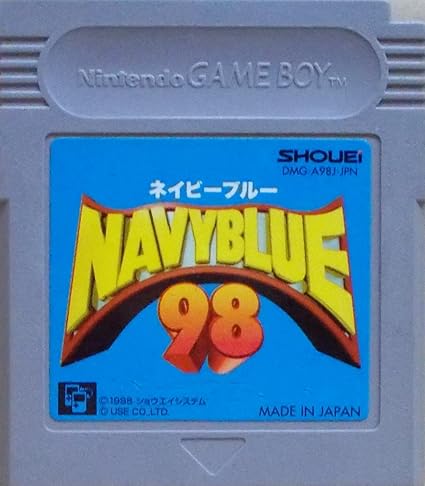 Nintendo GAME BOY TM
SHOUEI
DMG-A98J-JPN
ネイビーブルー
NAVYBLUE
98
©1998 ショウエイシステム
© USE CO.,LTD.
MADE IN JAPAN